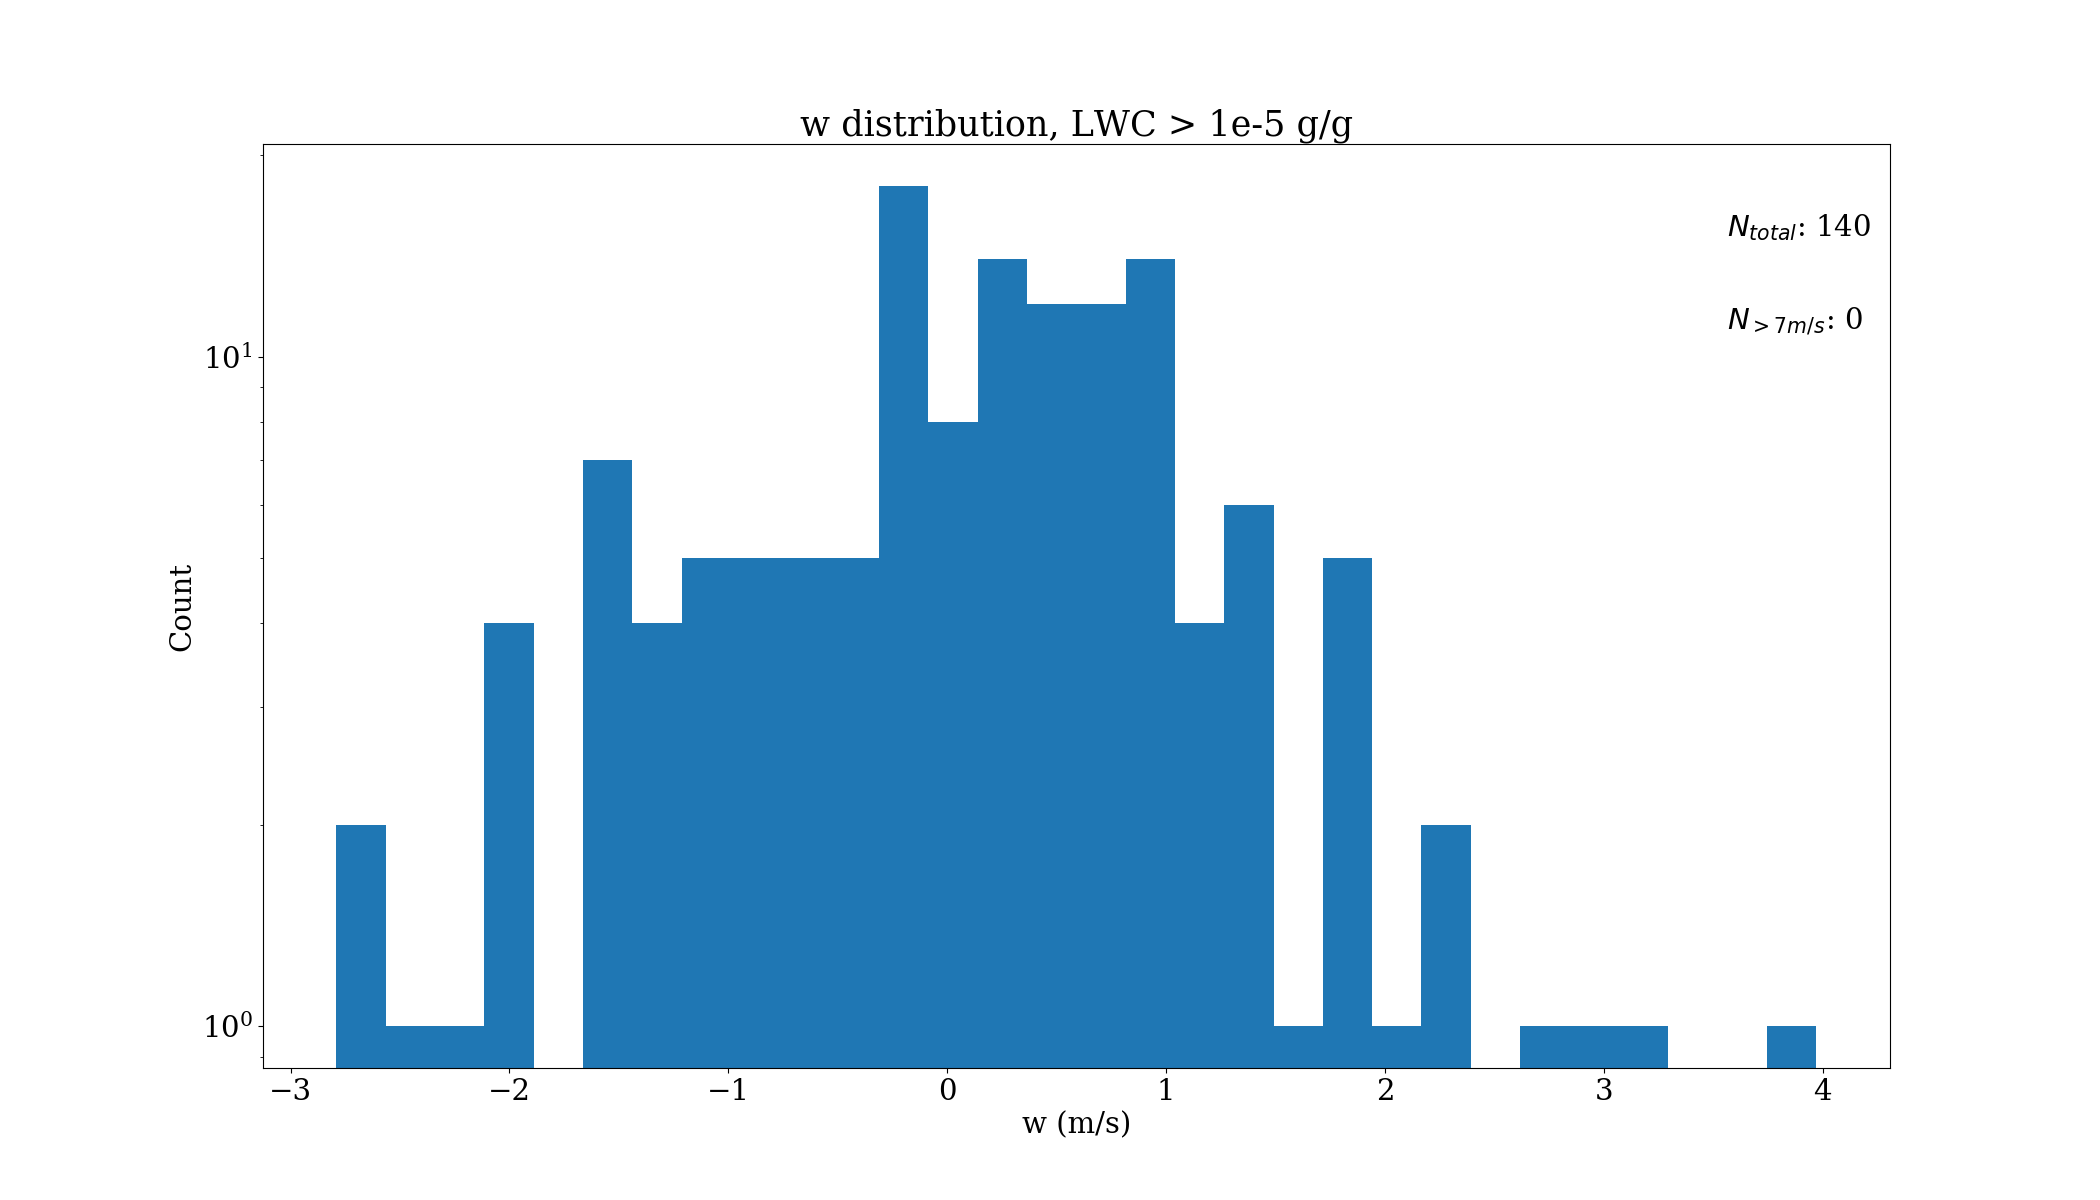 w distribution, LWC > 1e-5 g/g
N_total: 140
N_>7m/s: 0
10^1
10^0
Count
−3 −2 −1 0 1 2 3 4
w (m/s)